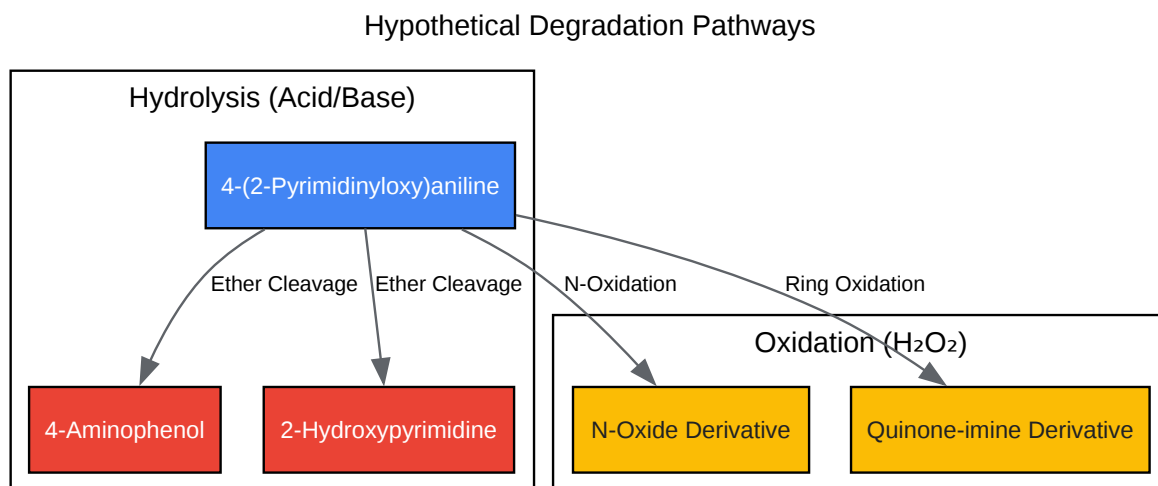 Hypothetical Degradation Pathways
Hydrolysis (Acid/Base)
4-(2-Pyrimidinyloxy)aniline
Ether Cleavage
Ether Cleavage
N-Oxidation
Ring Oxidation
Oxidation (H₂O₂)
4-Aminophenol
2-Hydroxypyrimidine
N-Oxide Derivative
Quinone-imine Derivative